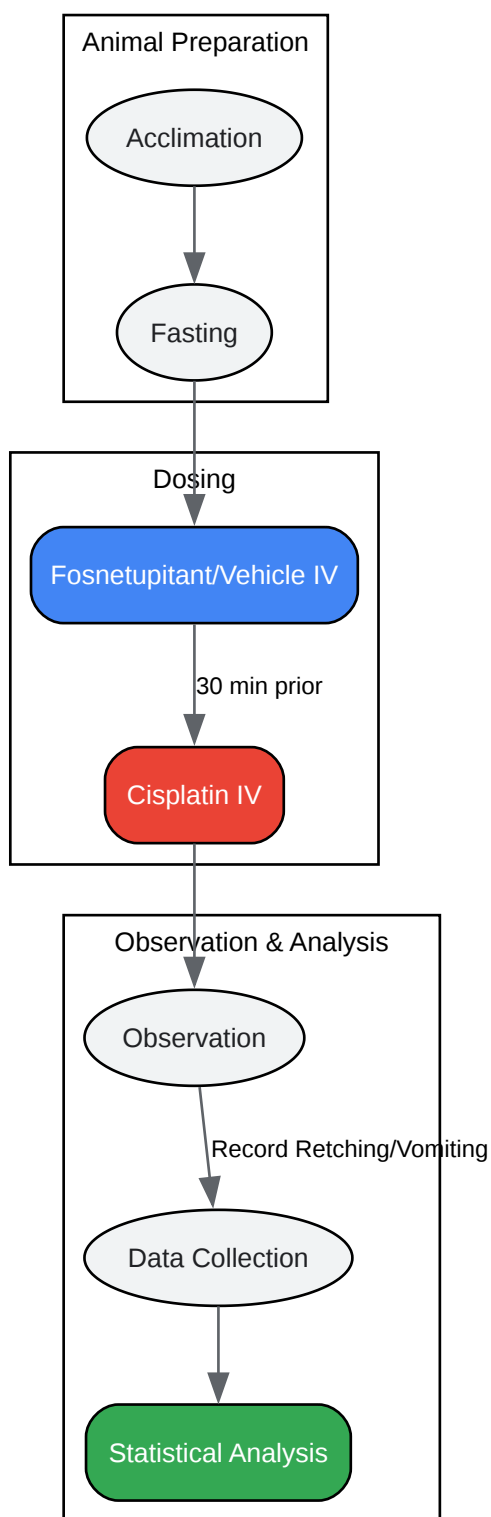 Animal Preparation
Acclimation
Fasting
Dosing
Fosnetupitant/Vehicle IV
30 min prior
Cisplatin IV
Observation & Analysis
Observation
Record Retching/Vomiting
Data Collection
Statistical Analysis